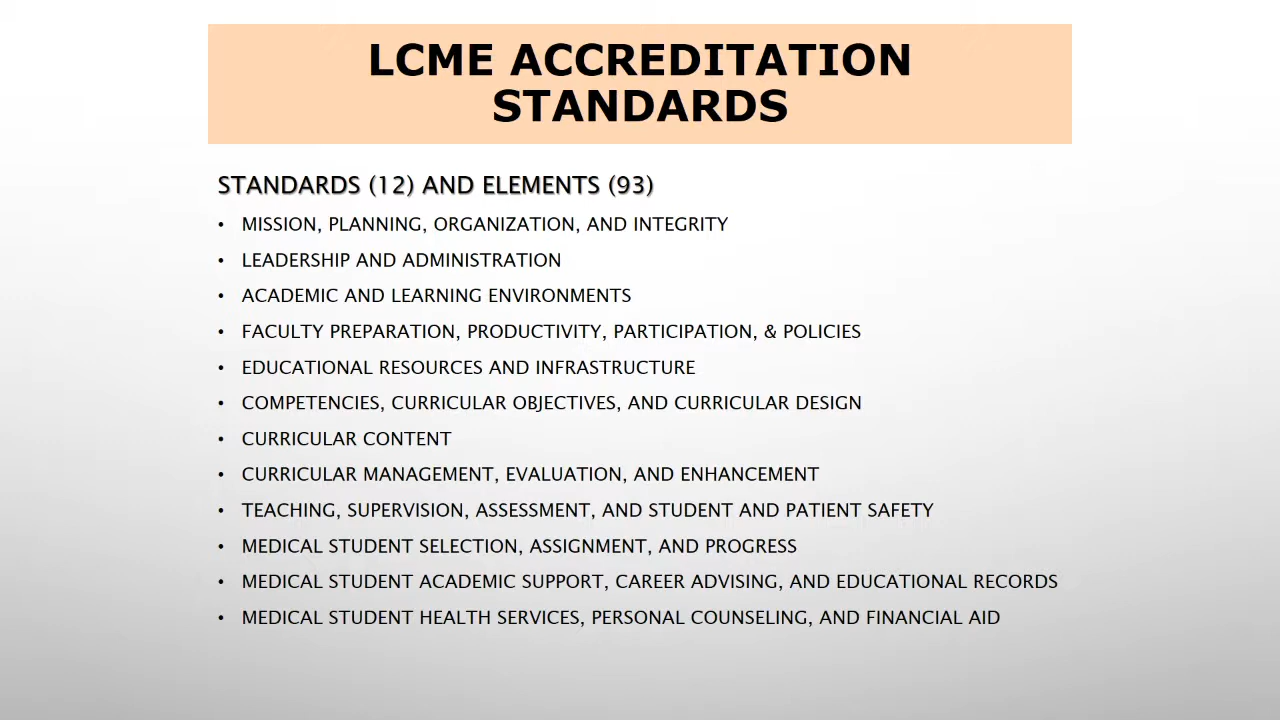 LCME ACCREDITATION
STANDARDS
STANDARDS (12) AND ELEMENTS (93)
• MISSION, PLANNING, ORGANIZATION, AND INTEGRITY
• LEADERSHIP AND ADMINISTRATION
• ACADEMIC AND LEARNING ENVIRONMENTS
• FACULTY PREPARATION, PRODUCTIVITY, PARTICIPATION, & POLICIES
• EDUCATIONAL RESOURCES AND INFRASTRUCTURE
• COMPETENCIES, CURRICULAR OBJECTIVES, AND CURRICULAR DESIGN
• CURRICULAR CONTENT
• CURRICULAR MANAGEMENT, EVALUATION, AND ENHANCEMENT
• TEACHING, SUPERVISION, ASSESSMENT, AND STUDENT AND PATIENT SAFETY
• MEDICAL STUDENT SELECTION, ASSIGNMENT, AND PROGRESS
• MEDICAL STUDENT ACADEMIC SUPPORT, CAREER ADVISING, AND EDUCATIONAL RECORDS
• MEDICAL STUDENT HEALTH SERVICES, PERSONAL COUNSELING, AND FINANCIAL AID